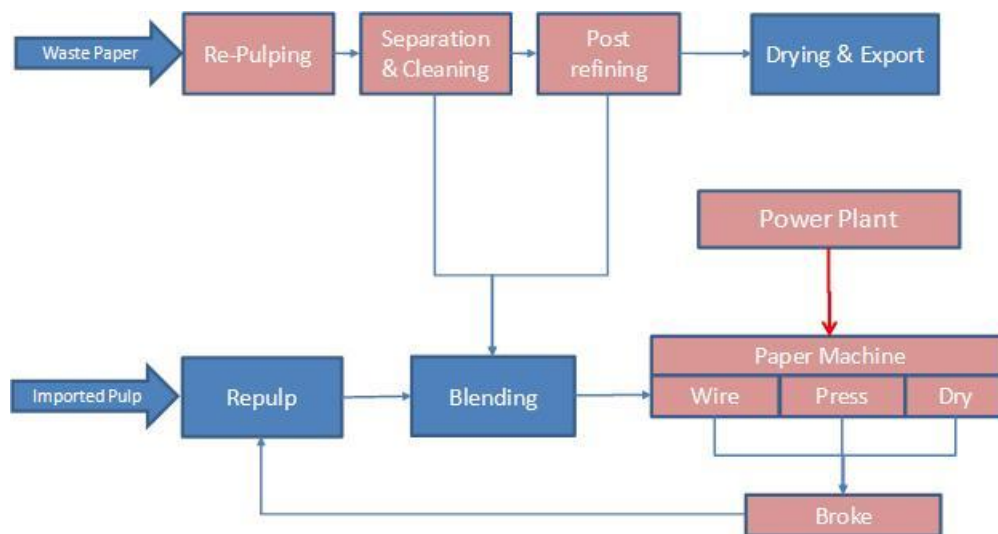 Waste Paper
Re-Pulping
Separation
& Cleaning
Post
refining
Drying & Export
Power Plant
Paper Machine
Wire
Press
Dry
Imported Pulp
Repulp
Blending
Broke